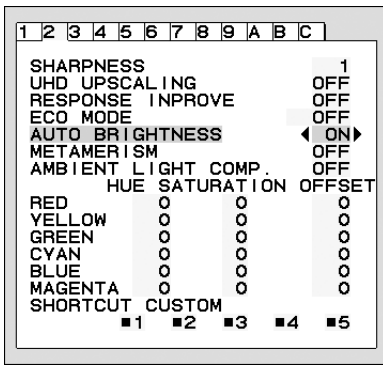 1 2 3 4 5 6 7 8 9 A B C
SHARPNESS 1
UHD UPSCALING OFF
RESPONSE INPROVE OFF
ECO MODE OFF
AUTO BRIGHTNESS ON
METAMERISM OFF
AMBIENT LIGHT COMP. OFF
HUE SATURATION OFFSET
RED 0 0 0
YELLOW 0 0 0
GREEN 0 0 0
CYAN 0 0 0
BLUE 0 0 0
MAGENTA 0 0 0
SHORTCUT CUSTOM
■1 ■2 ■3 ■4 ■5